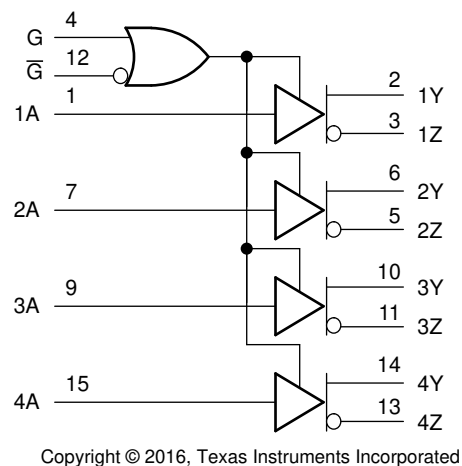 G 4
G̅ 12
1A 1
2 1Y
3 1Z
6 2Y
2A 7
5 2Z
10 3Y
3A 9
11 3Z
14 4Y
4A 15
13 4Z
Copyright © 2016, Texas Instruments Incorporated